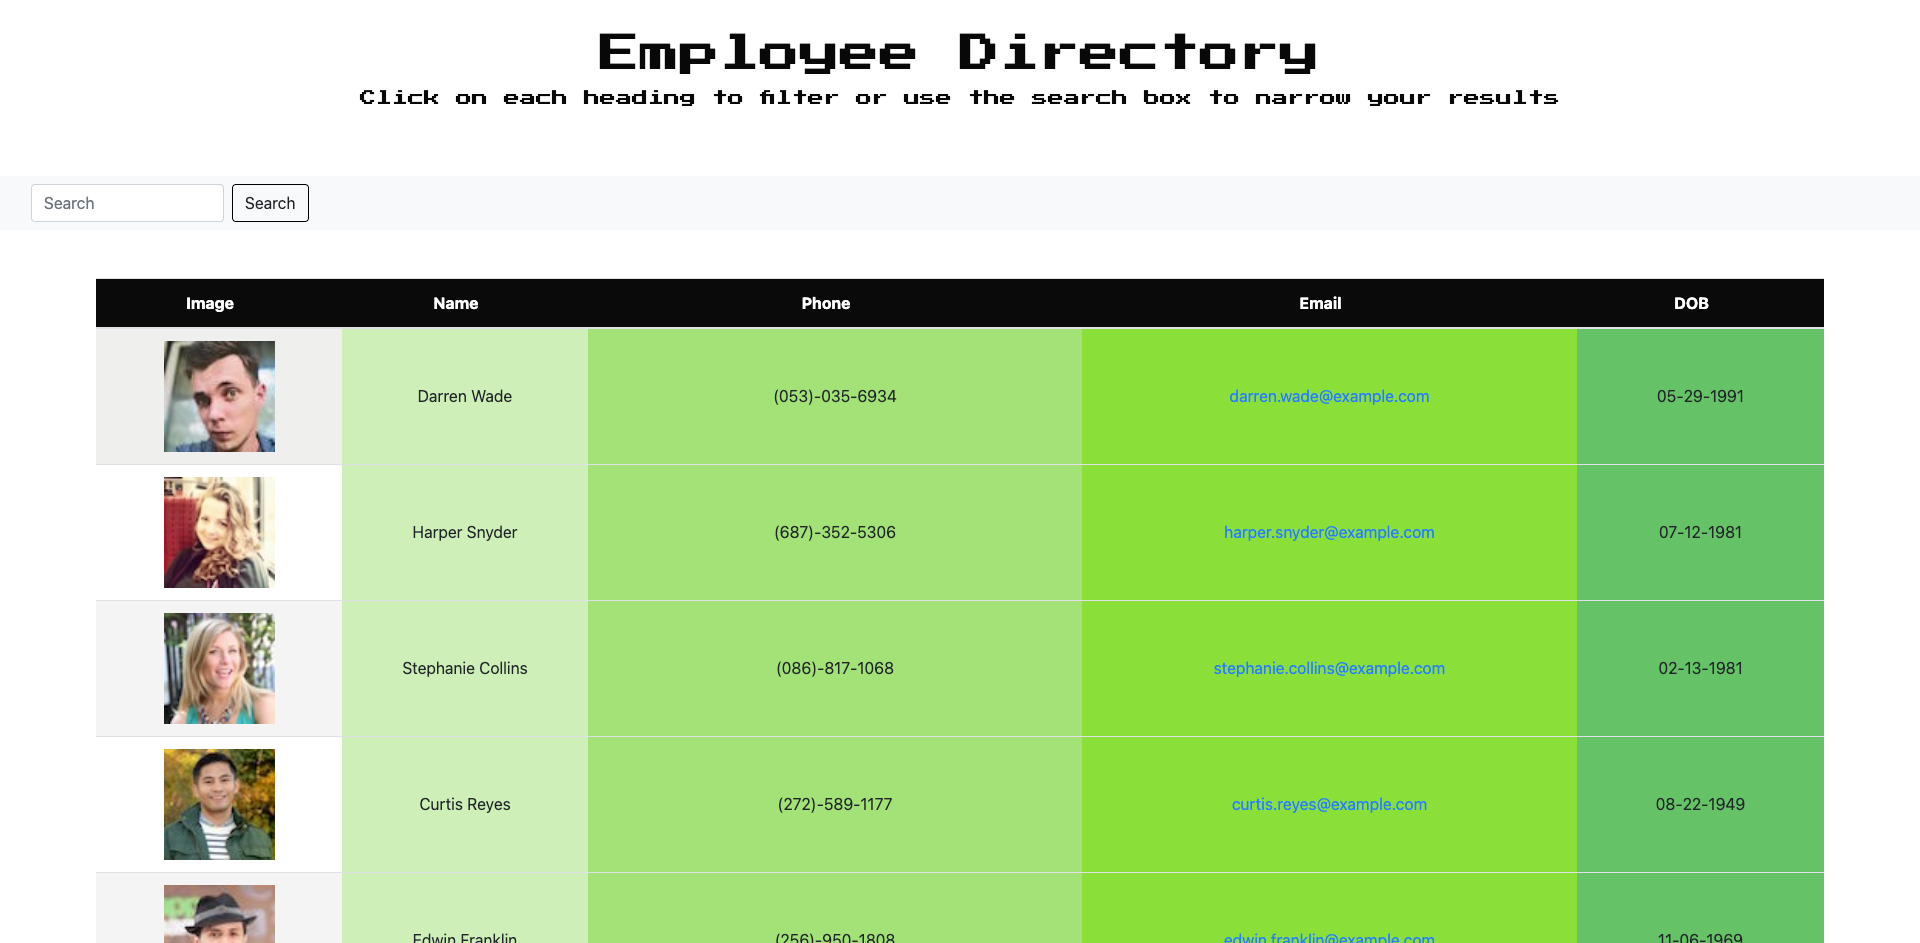 Employee Directory
Click on each heading to filter or use the search box to narrow your results
Search Search
Image Name Phone Email DOB
Darren Wade (053)-035-6934 darren.wade@example.com 05-29-1991
Harper Snyder (687)-352-5306 harper.snyder@example.com 07-12-1981
Stephanie Collins (086)-817-1068 stephanie.collins@example.com 02-13-1981
Curtis Reyes (272)-589-1177 curtis.reyes@example.com 08-22-1949
Edwin Franklin (256)-950-1808 edwin.franklin@example.com 11-06-1969